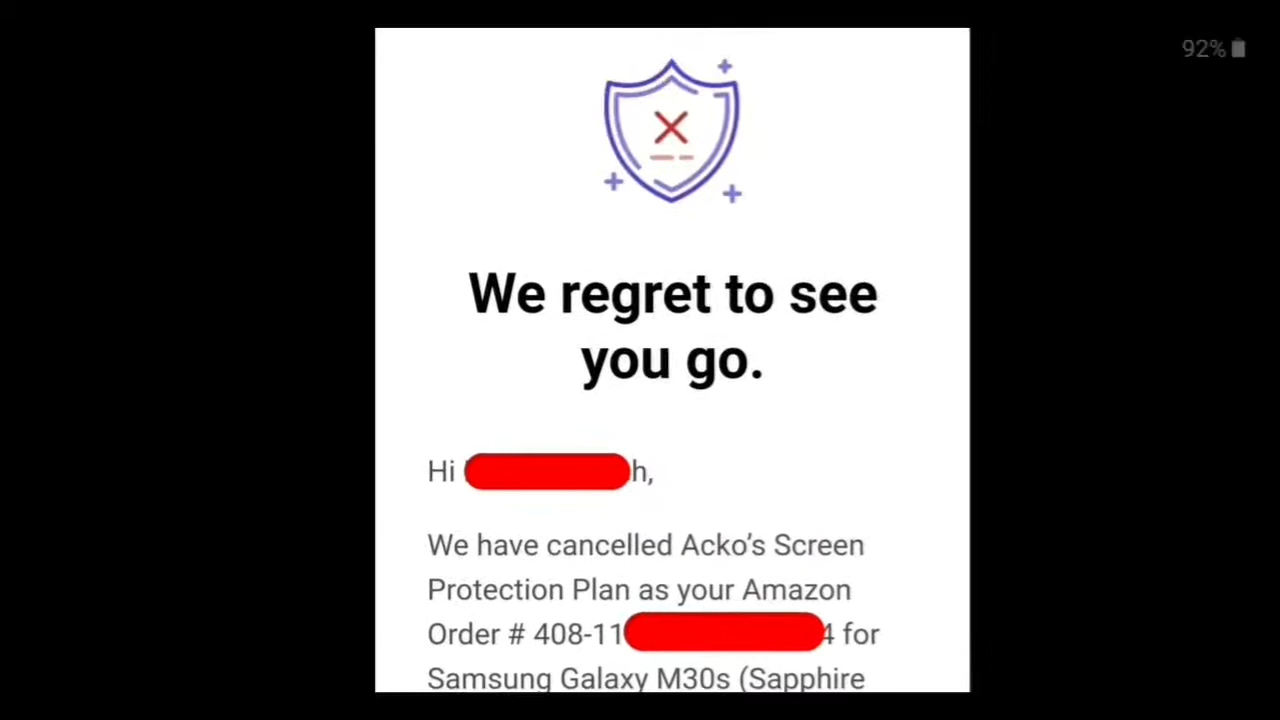 92%
We regret to see
you go.
Hi h,
We have cancelled Acko's Screen
Protection Plan as your Amazon
Order # 408-11 4 for
Samsung Galaxy M30s (Sapphire